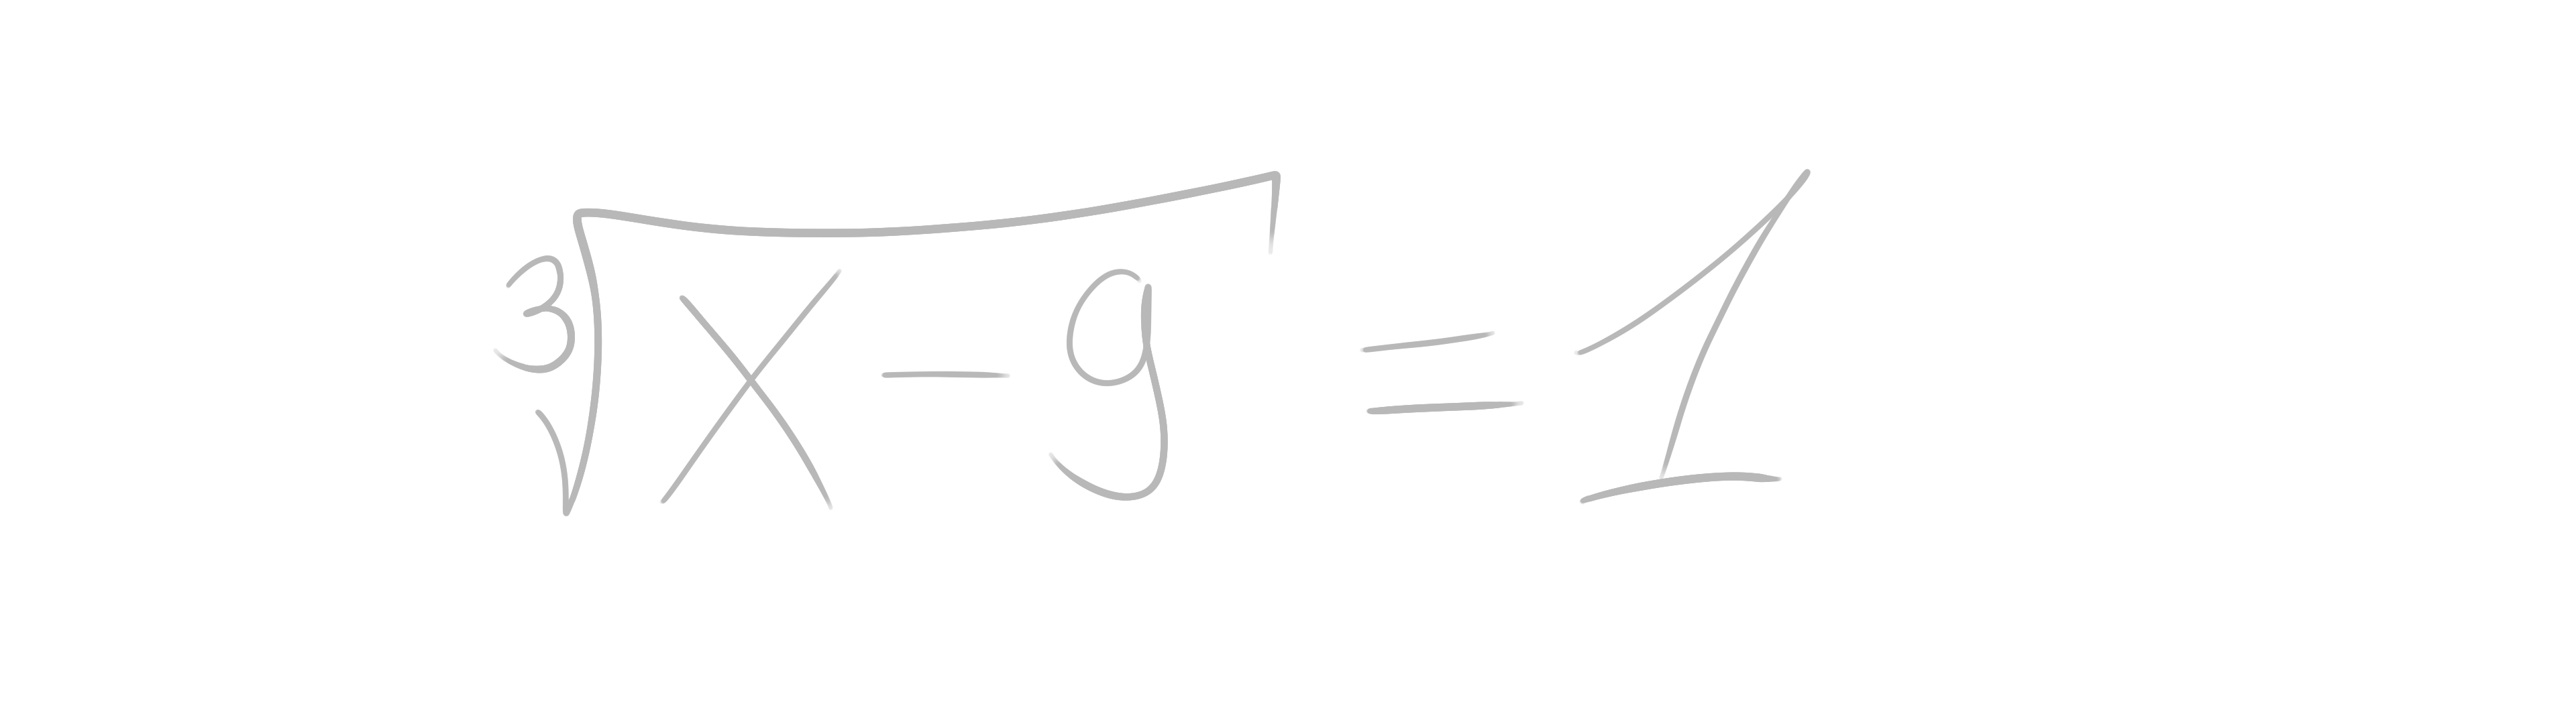 ∛(x-9) = 1